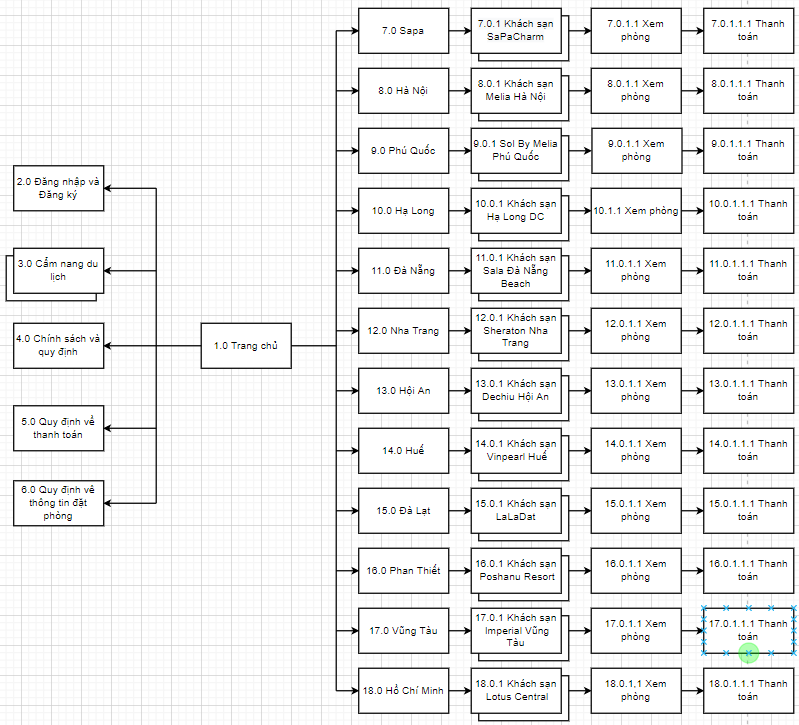 2.0 Đăng nhập và
Đăng ký
3.0 Cẩm nang du
lịch
4.0 Chính sách và
quy định
5.0 Quy định về
thanh toán
6.0 Quy định về
thông tin đặt
phòng
1.0 Trang chủ
7.0 Sapa
7.0.1 Khách sạn
SaPaCharm
7.0.1.1 Xem
phòng
7.0.1.1.1 Thanh
toán
8.0 Hà Nội
8.0.1 Khách sạn
Melia Hà Nội
8.0.1.1 Xem
phòng
8.0.1.1.1 Thanh
toán
9.0 Phú Quốc
9.0.1 Sol By Melia
Phú Quốc
9.0.1.1 Xem
phòng
9.0.1.1.1 Thanh
toán
10.0 Hạ Long
10.0.1 Khách sạn
Hạ Long DC
10.1.1 Xem phòng
10.0.1.1.1 Thanh
toán
11.0 Đà Nẵng
11.0.1 Khách sạn
Sala Đà Nẵng
Beach
11.0.1.1 Xem
phòng
11.0.1.1.1 Thanh
toán
12.0 Nha Trang
12.0.1 Khách sạn
Sheraton Nha
Trang
12.0.1.1 Xem
phòng
12.0.1.1.1 Thanh
toán
13.0 Hội An
13.0.1 Khách sạn
Dechiu Hội An
13.0.1.1 Xem
phòng
13.0.1.1.1 Thanh
toán
14.0 Huế
14.0.1 Khách sạn
Vinpearl Huế
14.0.1.1 Xem
phòng
14.0.1.1.1 Thanh
toán
15.0 Đà Lạt
15.0.1 Khách sạn
LaLaDat
15.0.1.1 Xem
phòng
15.0.1.1.1 Thanh
toán
16.0 Phan Thiết
16.0.1 Khách sạn
Poshanu Resort
16.0.1.1 Xem
phòng
16.0.1.1.1 Thanh
toán
17.0 Vũng Tàu
17.0.1 Khách sạn
Imperial Vũng
Tàu
17.0.1.1 Xem
phòng
17.0.1.1.1 Thanh
toán
18.0 Hồ Chí Minh
18.0.1 Khách sạn
Lotus Central
18.0.1,1 Xem
phòng
18.0.1.1.1 Thanh
toán